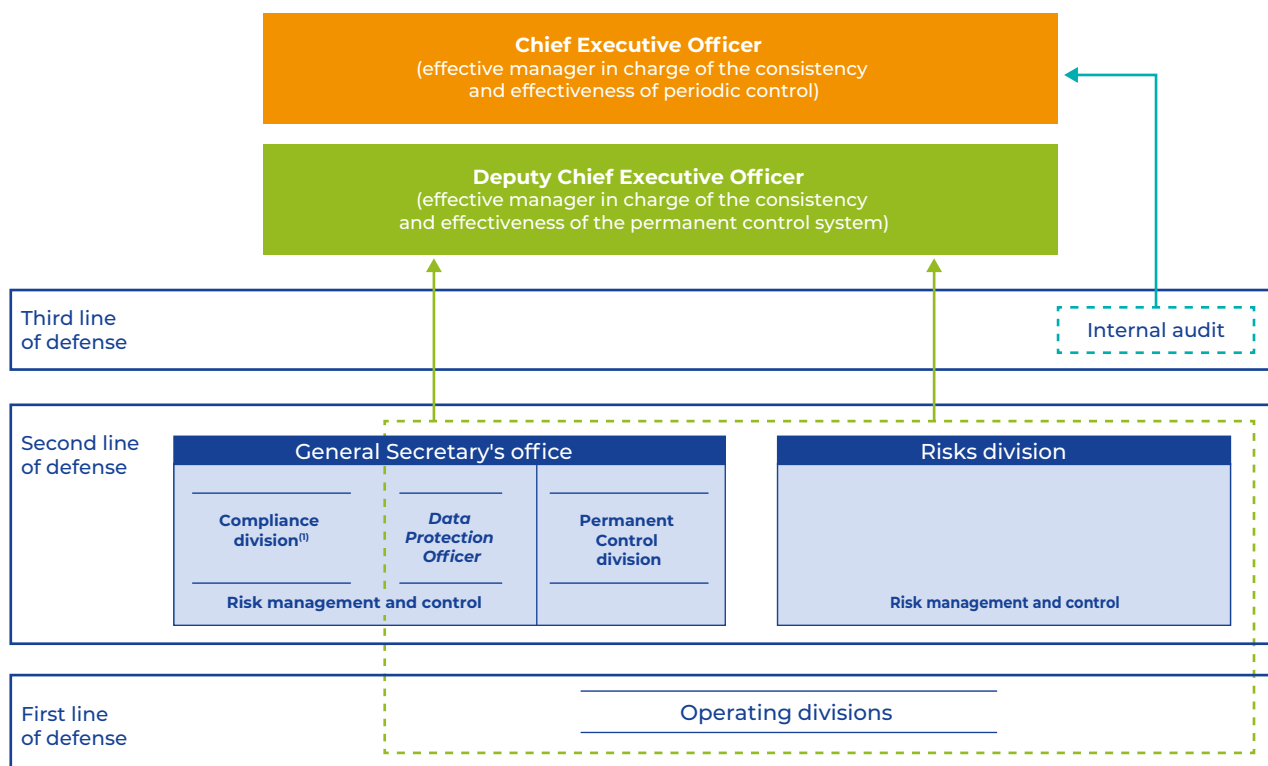 Chief Executive Officer
(effective manager in charge of the consistency
and effectiveness of periodic control)
Deputy Chief Executive Officer
(effective manager in charge of the consistency
and effectiveness of the permanent control system)
Third line
of defense
Internal audit
Second line
of defense
General Secretary's office
Compliance
division(1)
Data
Protection
Officer
Permanent
Control
division
Risk management and control
Risks division
Risk management and control
First line
of defense
Operating divisions